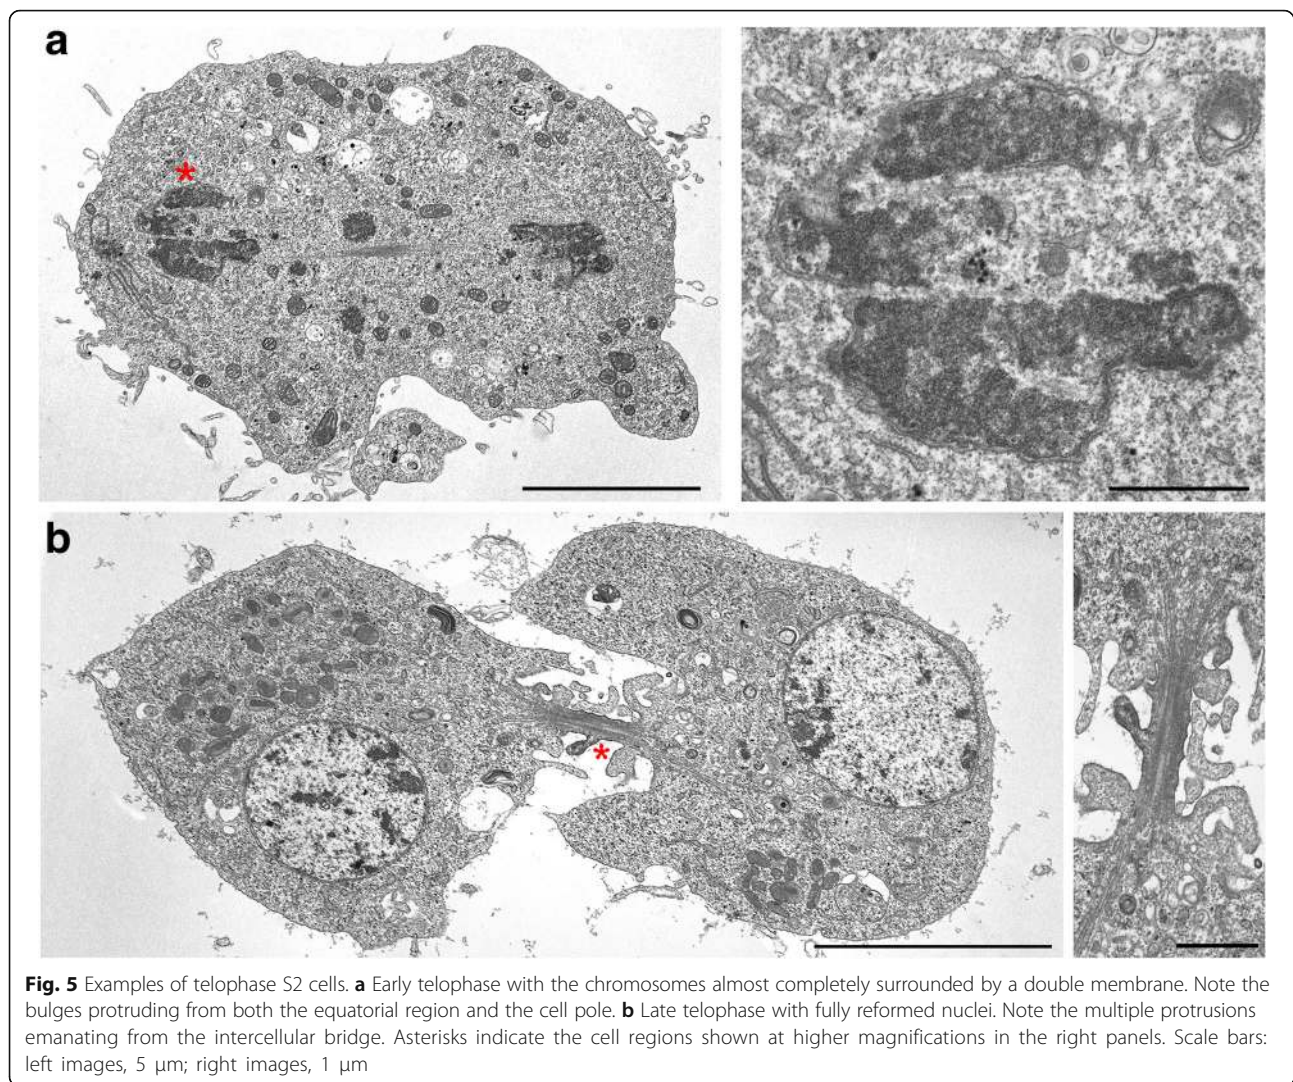 a
*
b
*
Fig. 5 Examples of telophase S2 cells. a Early telophase with the chromosomes almost completely surrounded by a double membrane. Note the
bulges protruding from both the equatorial region and the cell pole. b Late telophase with fully reformed nuclei. Note the multiple protrusions
emanating from the intercellular bridge. Asterisks indicate the cell regions shown at higher magnifications in the right panels. Scale bars:
left images, 5 μm; right images, 1 μm